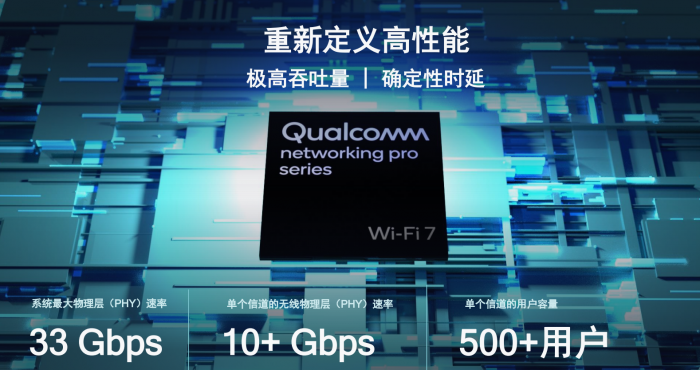 重新定义高性能
极高吞吐量 | 确定性时延
Qualcomm
networking pro
series
Wi-Fi 7
系统最大物理层（PHY）速率
33 Gbps
单个信道的无线物理层（PHY）速率
10+ Gbps
单个信道的用户容量
500+用户